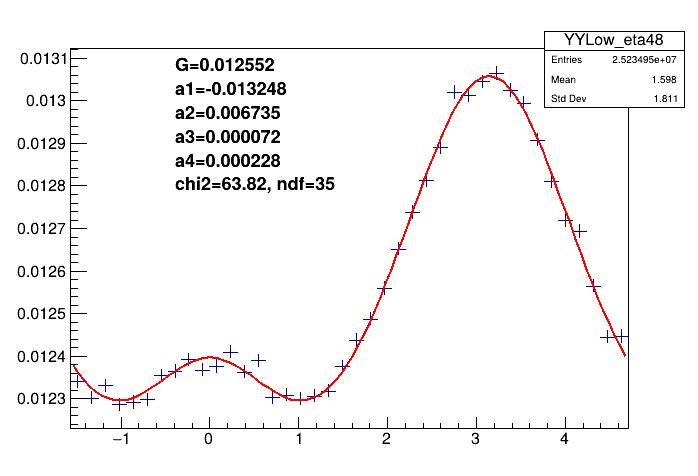 YYLow_eta48
Entries 2.523495e+07
Mean 1.598
Std Dev 1.811
G=0.012552
a1=-0.013248
a2=0.006735
a3=0.000072
a4=0.000228
chi2=63.82, ndf=35
0.0131
0.013
0.0129
0.0128
0.0127
0.0126
0.0125
0.0124
0.0123
−1 0 1 2 3 4